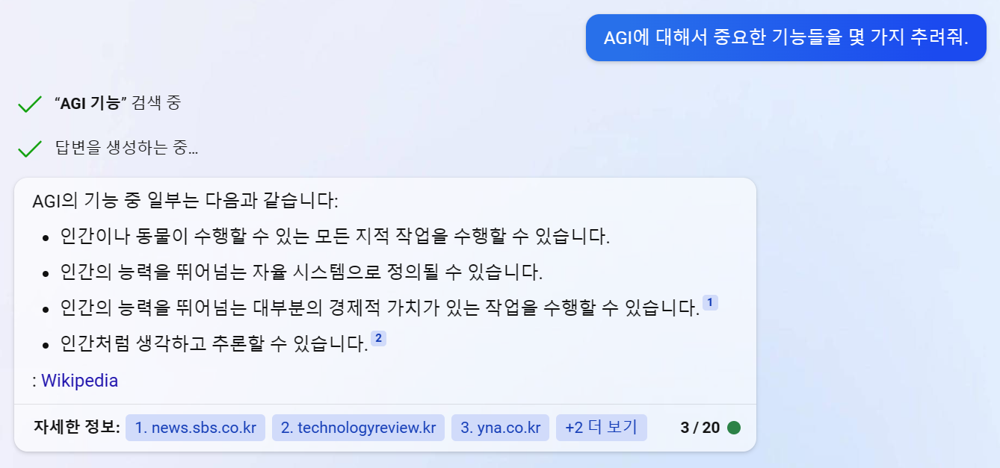 AGI에 대해서 중요한 기능들을 몇 가지 추려줘.
“AGI 기능” 검색 중
답변을 생성하는 중…
AGI의 기능 중 일부는 다음과 같습니다:
• 인간이나 동물이 수행할 수 있는 모든 지적 작업을 수행할 수 있습니다.
• 인간의 능력을 뛰어넘는 자율 시스템으로 정의될 수 있습니다.
• 인간의 능력을 뛰어넘는 대부분의 경제적 가치가 있는 작업을 수행할 수 있습니다. 1
• 인간처럼 생각하고 추론할 수 있습니다. 2
: Wikipedia
자세한 정보: 1. news.sbs.co.kr 2. technologyreview.kr 3. yna.co.kr +2 더 보기 3 / 20